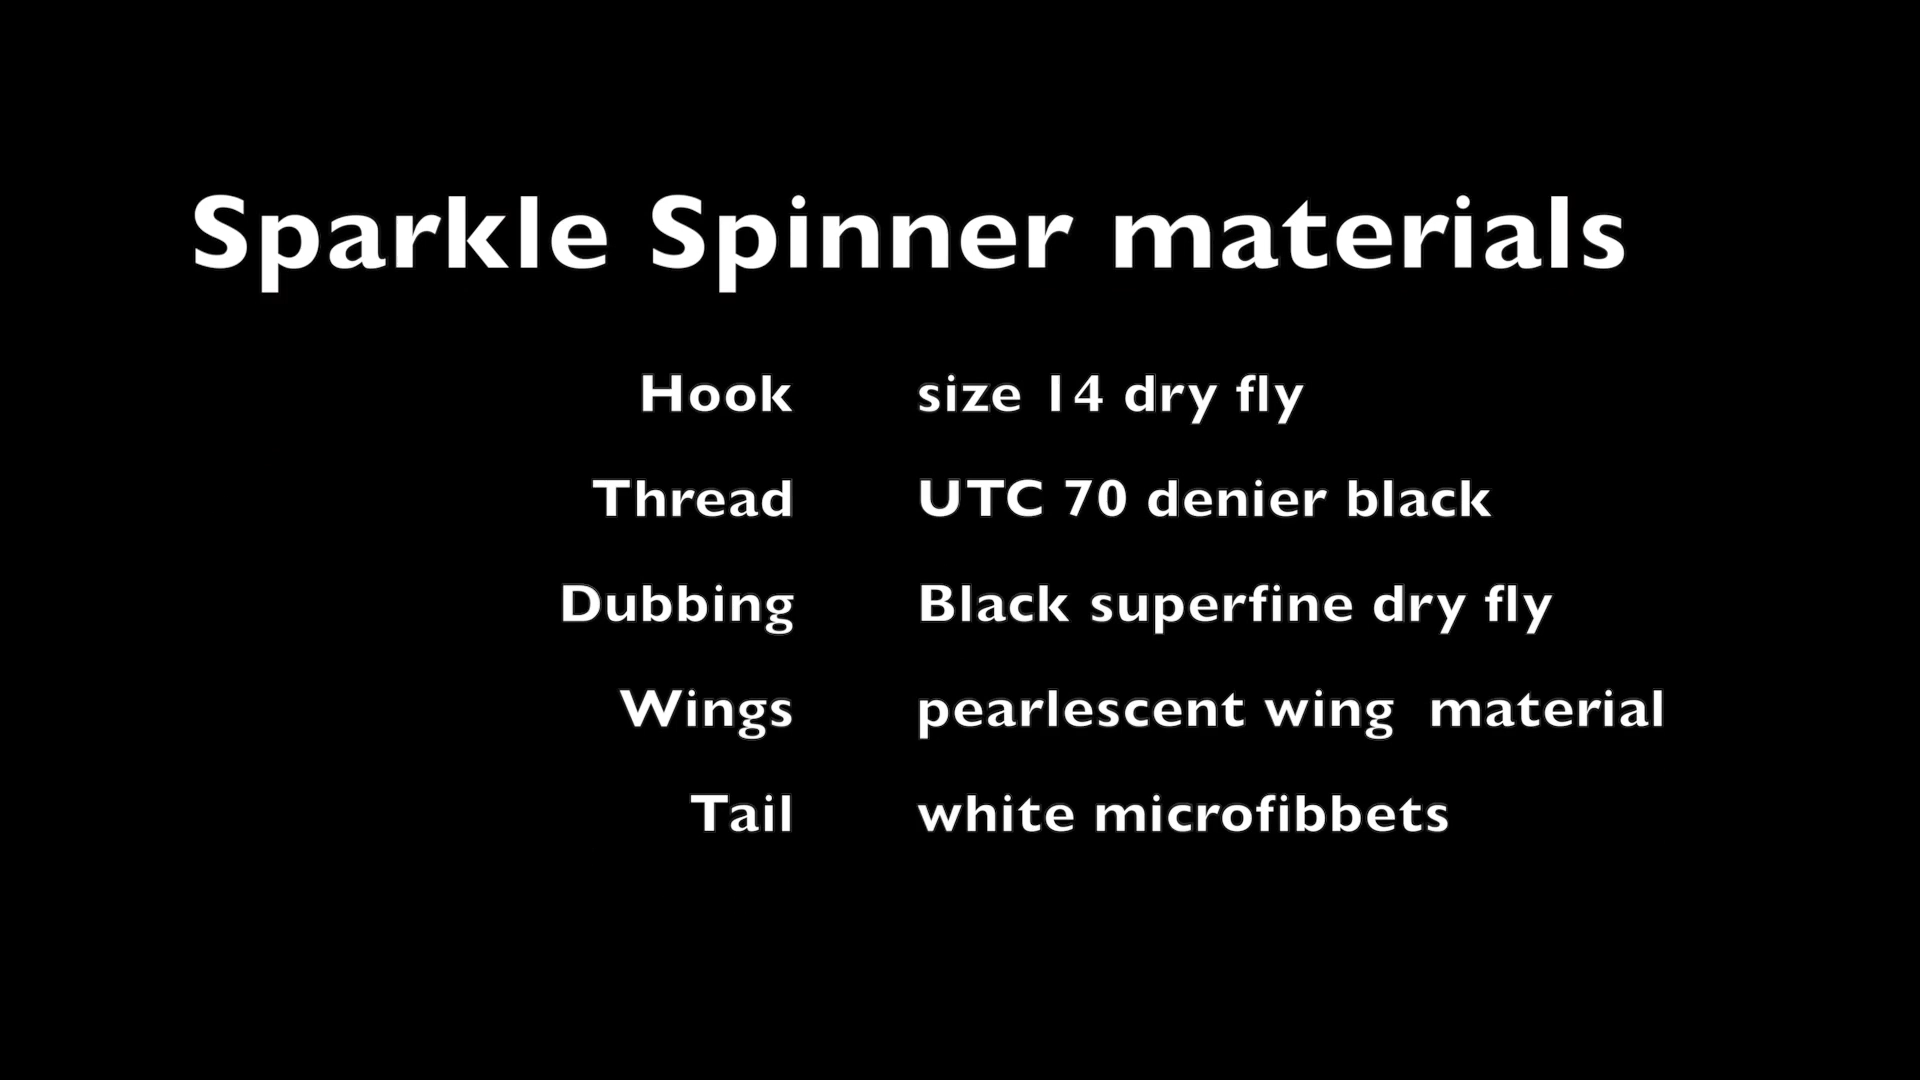 Sparkle Spinner materials
Hook size 14 dry fly
Thread UTC 70 denier black
Dubbing Black superfine dry fly
Wings pearlescent wing material
Tail white microfibbets